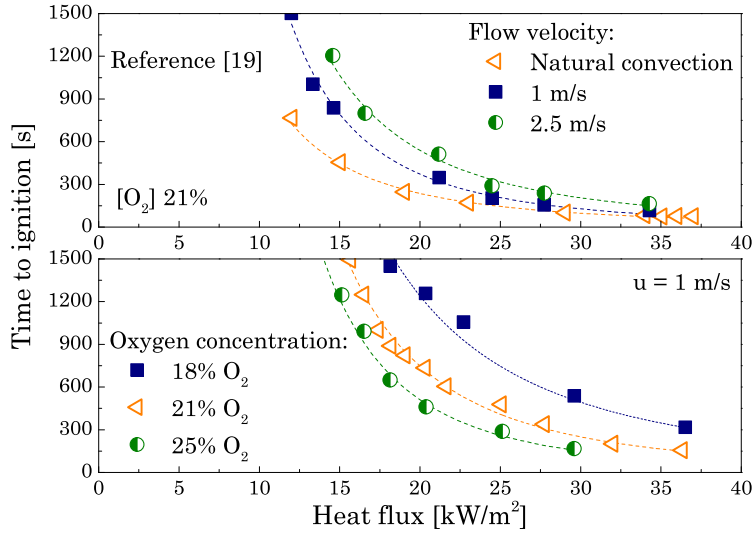 1500
1200
900
600
300
0
Reference [19]
[O₂] 21%
Flow velocity:
Natural convection
1 m/s
2.5 m/s
0 5 10 15 20 25 30 35 40
Time to ignition [s]
1500
1200
900
600
300
0
u = 1 m/s
Oxygen concentration:
18% O₂
21% O₂
25% O₂
0 5 10 15 20 25 30 35 40
Heat flux [kW/m²]